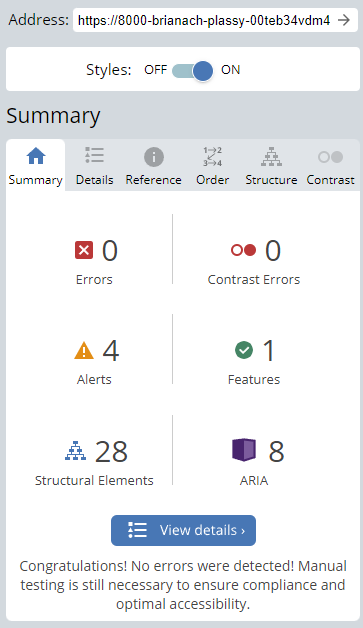 Address: https://8000-brianach-plassy-00teb34vdm4
Styles: OFF ON
Summary
Summary Details Reference Order Structure Contrast
0 0
Errors Contrast Errors
4 1
Alerts Features
28 8
Structural Elements ARIA
View details ›
Congratulations! No errors were detected! Manual
testing is still necessary to ensure compliance and
optimal accessibility.